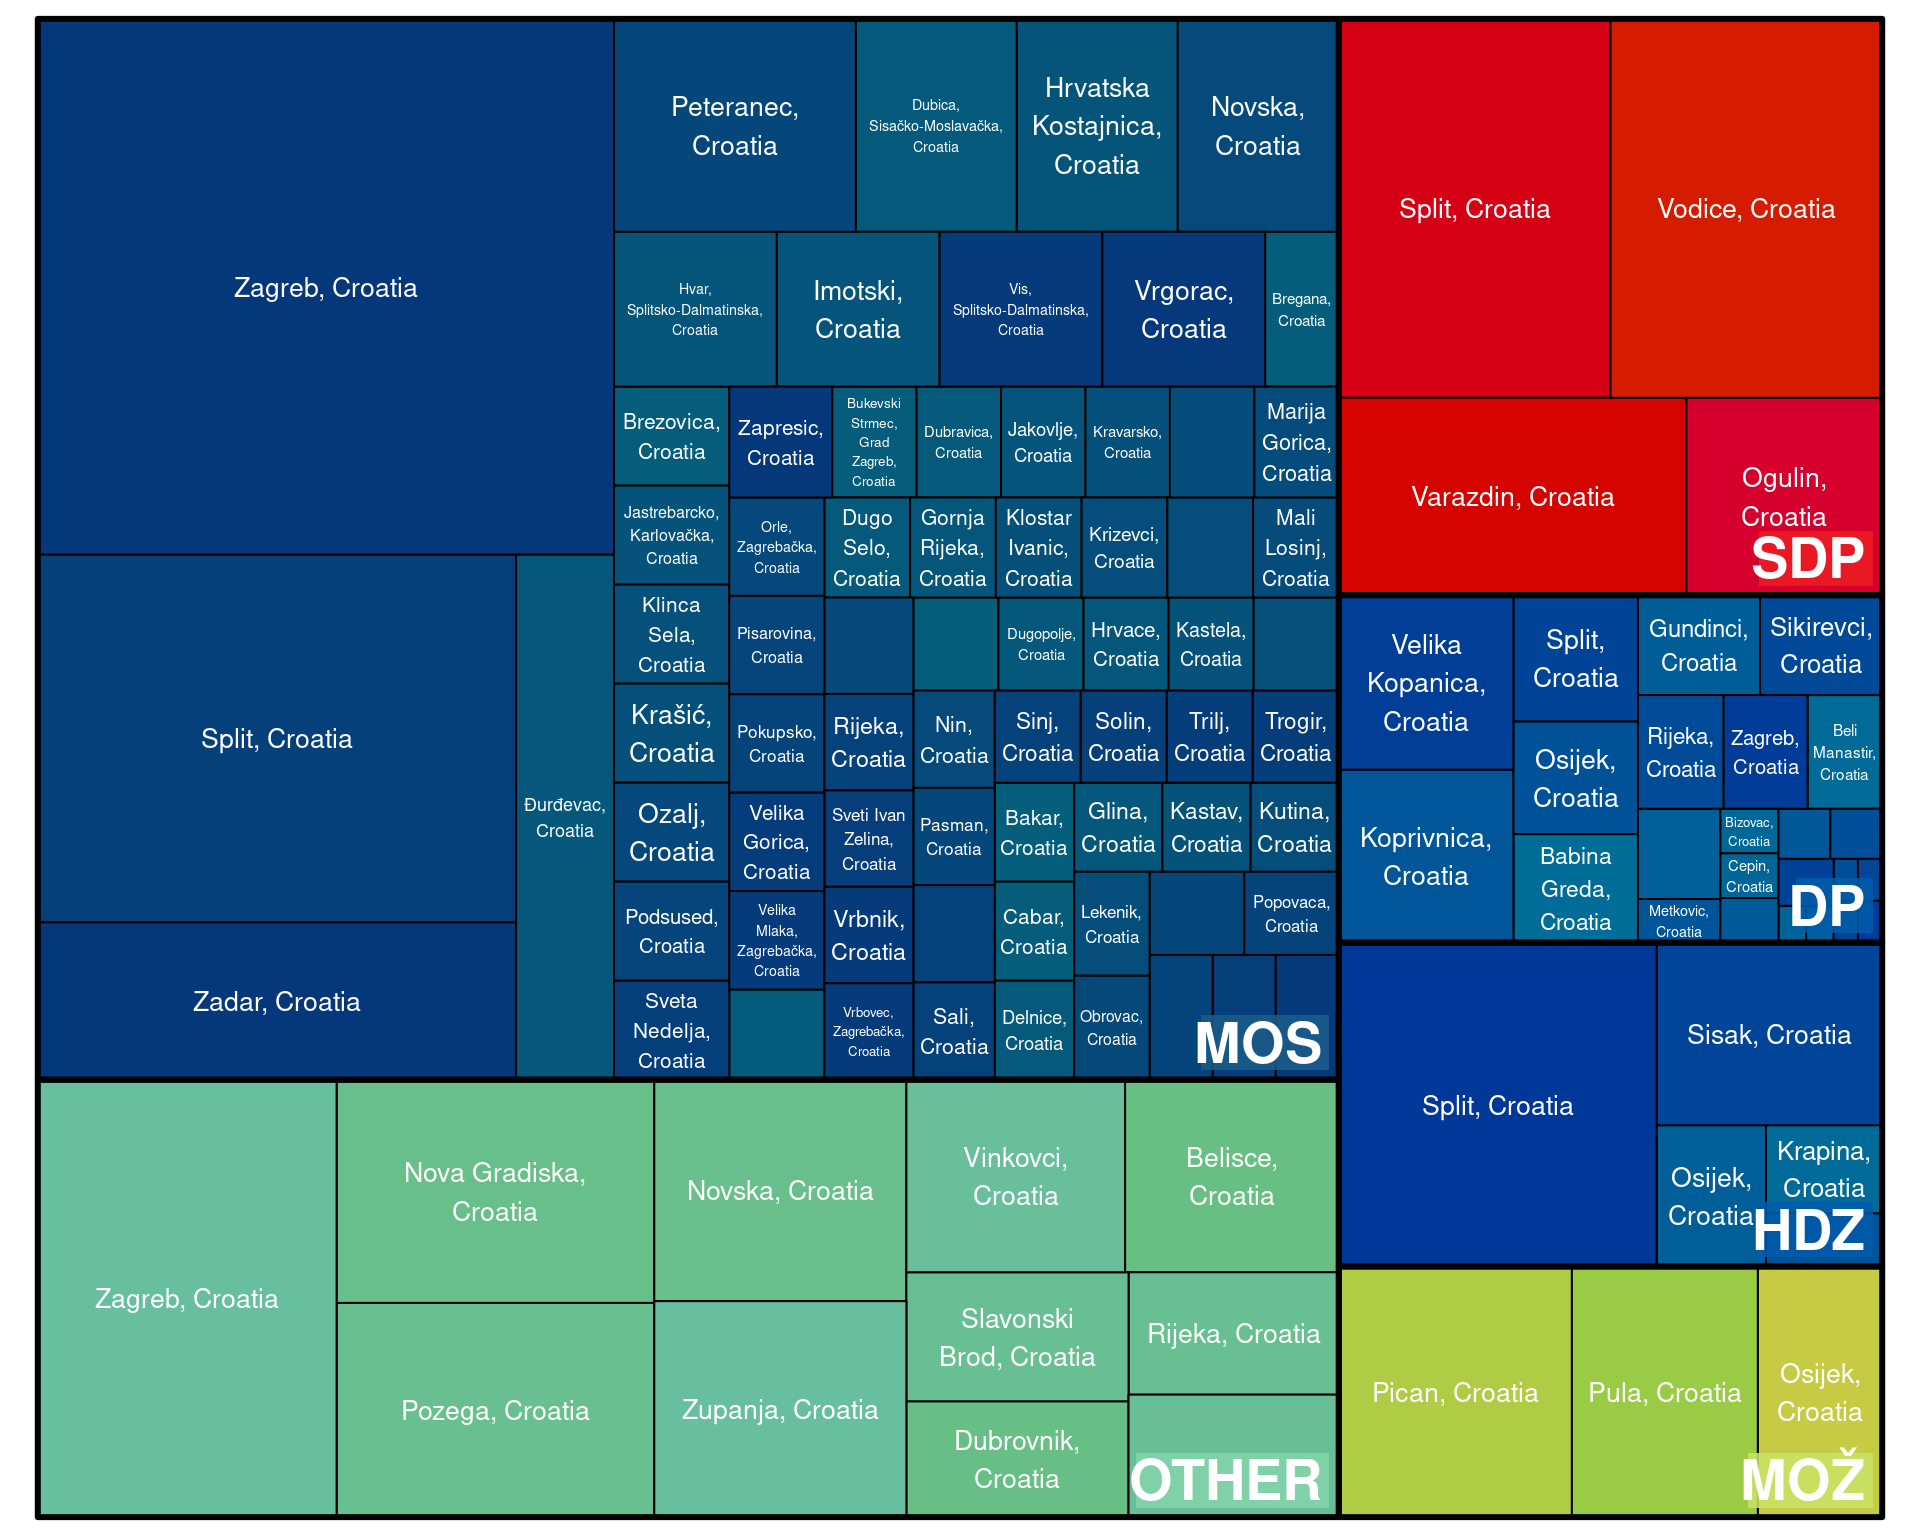 Zagreb, Croatia
Split, Croatia
Zadar, Croatia
Đurđevac,
Croatia
Peteranec,
Croatia
Dubica,
Sisačko-Moslavačka,
Croatia
Hrvatska
Kostajnica,
Croatia
Novska,
Croatia
Hvar,
Splitsko-Dalmatinska,
Croatia
Imotski,
Croatia
Vis,
Splitsko-Dalmatinska,
Croatia
Vrgorac,
Croatia
Bregana,
Croatia
Brezovica,
Croatia
Zapresic,
Croatia
Bukevski
Strmec,
Grad
Zagreb,
Croatia
Dubravica,
Croatia
Jakovlje,
Croatia
Kravarsko,
Croatia
Marija
Gorica,
Croatia
Jastrebarcko,
Karlovačka,
Croatia
Orle,
Zagrebačka,
Croatia
Dugo
Selo,
Croatia
Gornja
Rijeka,
Croatia
Klostar
Ivanic,
Croatia
Krizevci,
Croatia
Mali
Losinj,
Croatia
Klinca
Sela,
Croatia
Pisarovina,
Croatia
Dugopolje,
Croatia
Hrvace,
Croatia
Kastela,
Croatia
Krašić,
Croatia
Pokupsko,
Croatia
Rijeka,
Croatia
Nin,
Croatia
Sinj,
Croatia
Solin,
Croatia
Trilj,
Croatia
Trogir,
Croatia
Ozalj,
Croatia
Velika
Gorica,
Croatia
Sveti Ivan
Zelina,
Croatia
Pasman,
Croatia
Bakar,
Croatia
Glina,
Croatia
Kastav,
Croatia
Kutina,
Croatia
Podsused,
Croatia
Velika
Mlaka,
Zagrebačka,
Croatia
Vrbnik,
Croatia
Cabar,
Croatia
Lekenik,
Croatia
Popovaca,
Croatia
Sveta
Nedelja,
Croatia
Vrbovec,
Zagrebačka,
Croatia
Sali,
Croatia
Delnice,
Croatia
Obrovac,
Croatia
MOS
Split, Croatia
Vodice, Croatia
Varazdin, Croatia
Ogulin,
Croatia
SDP
Velika
Kopanica,
Croatia
Split,
Croatia
Gundinci,
Croatia
Sikirevci,
Croatia
Koprivnica,
Croatia
Osijek,
Croatia
Babina
Greda,
Croatia
Rijeka,
Croatia
Zagreb,
Croatia
Beli
Manastir,
Croatia
Bizovac,
Croatia
Cepin,
Croatia
Metkovic,
Croatia
DP
Split, Croatia
Sisak, Croatia
Osijek,
Croatia
Krapina,
Croatia
HDZ
Zagreb, Croatia
Nova Gradiska,
Croatia
Pozega, Croatia
Novska, Croatia
Zupanja, Croatia
Vinkovci,
Croatia
Belisce,
Croatia
Slavonski
Brod, Croatia
Rijeka, Croatia
Dubrovnik,
Croatia
OTHER
Pican, Croatia
Pula, Croatia
Osijek,
Croatia
MOŽ